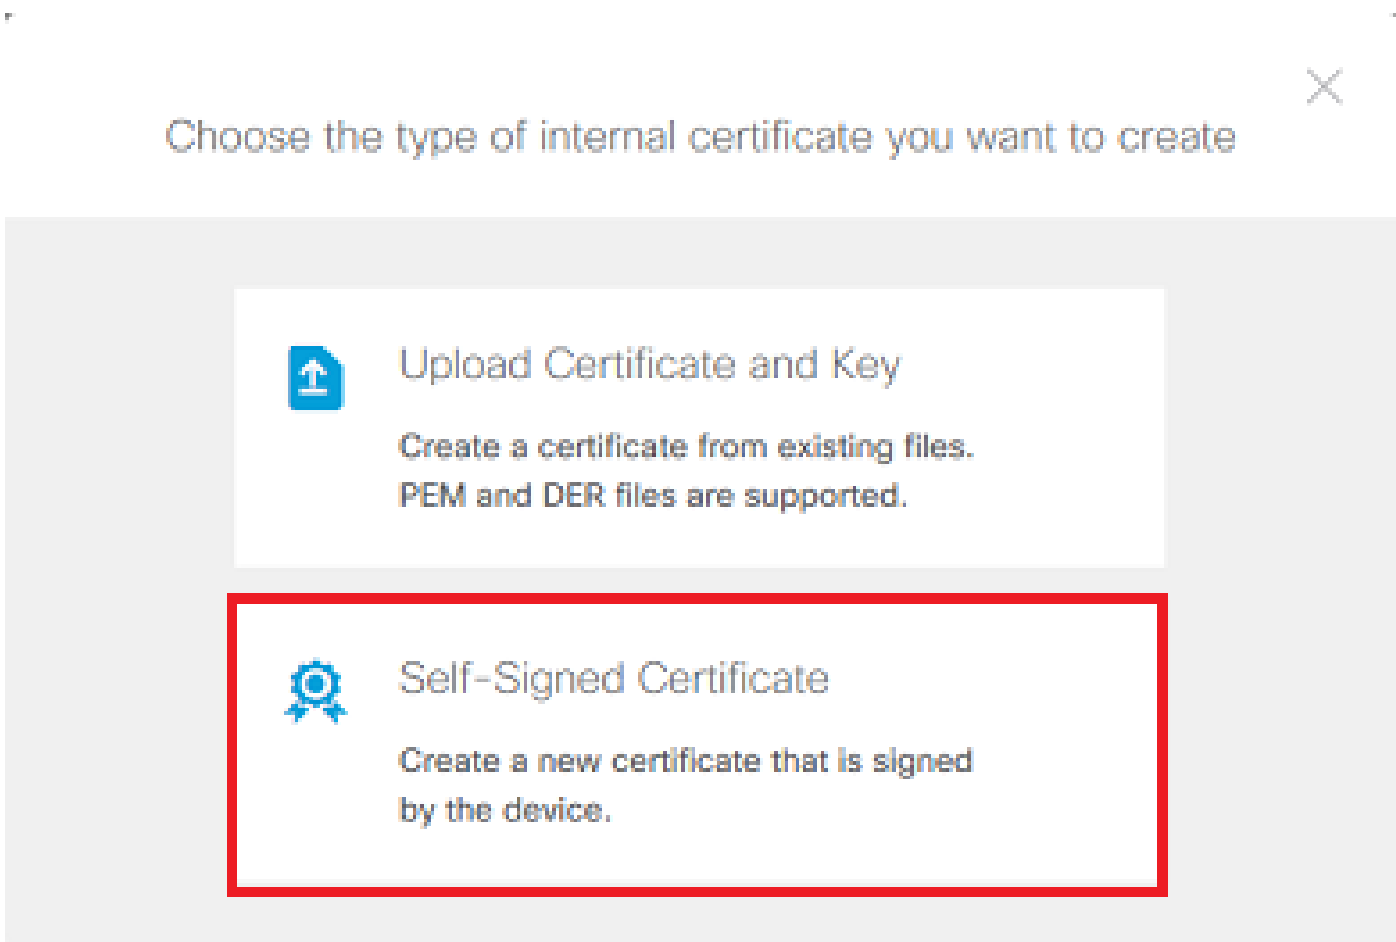 Choose the type of internal certificate you want to create
Upload Certificate and Key
Create a certificate from existing files.
PEM and DER files are supported.
Self-Signed Certificate
Create a new certificate that is signed
by the device.